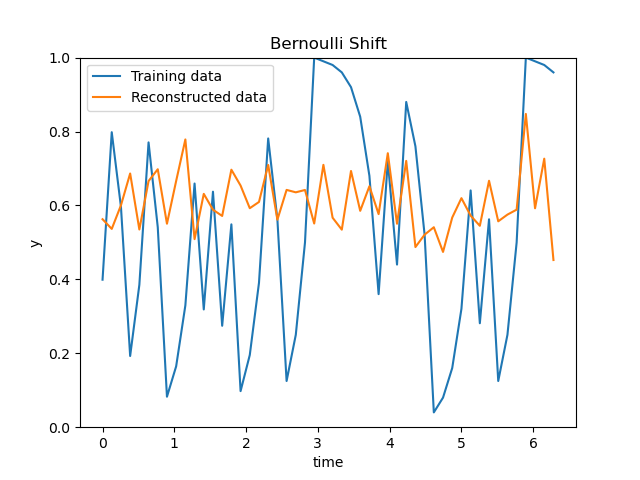 Bernoulli Shift
Training data
Reconstructed data
1.0
0.8
0.6
0.4
0.2
0.0
y
0 1 2 3 4 5 6
time